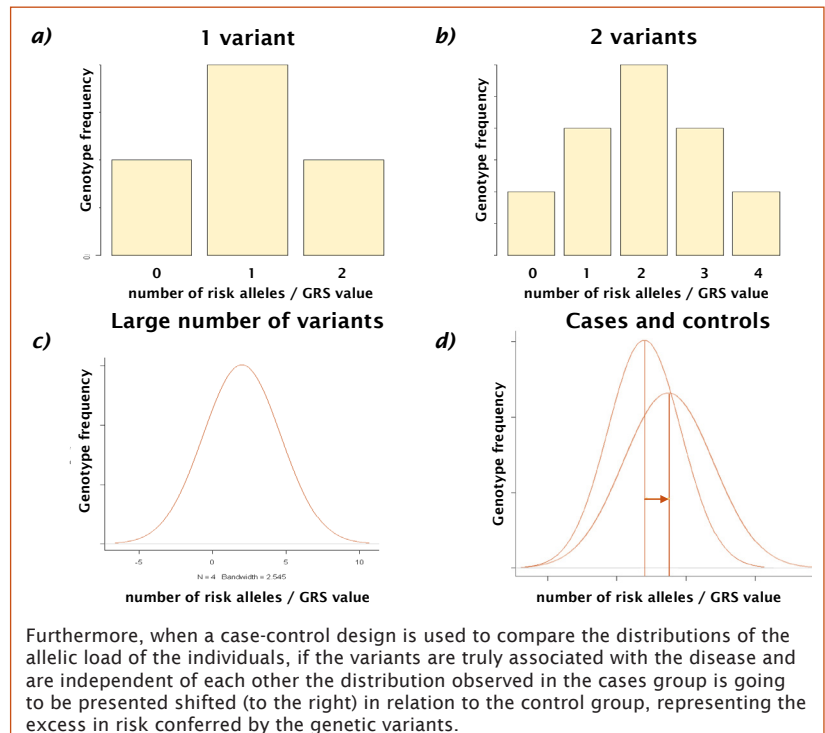 a)
1 variant
Genotype frequency
0
1
2
number of risk alleles / GRS value
b)
2 variants
Genotype frequency
0
1
2
3
4
number of risk alleles / GRS value
c)
Large number of variants
Genotype frequency
-5
0
5
10
N = 4 Bandwidth = 2.545
number of risk alleles / GRS value
d)
Cases and controls
Genotype frequency
number of risk alleles / GRS value
Furthermore, when a case-control design is used to compare the distributions of the
allelic load of the individuals, if the variants are truly associated with the disease and
are independent of each other the distribution observed in the cases group is going
to be presented shifted (to the right) in relation to the control group, representing the
excess in risk conferred by the genetic variants.